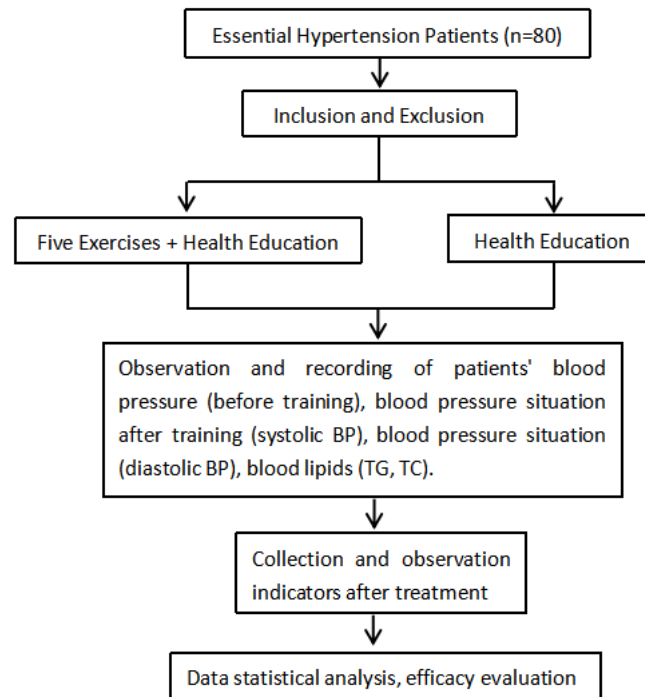 Essential Hypertension Patients (n=80)
Inclusion and Exclusion
Five Exercises + Health Education
Health Education
Observation and recording of patients' blood
pressure (before training), blood pressure situation
after training (systolic BP), blood pressure situation
(diastolic BP), blood lipids (TG, TC).
Collection and observation
indicators after treatment
Data statistical analysis, efficacy evaluation